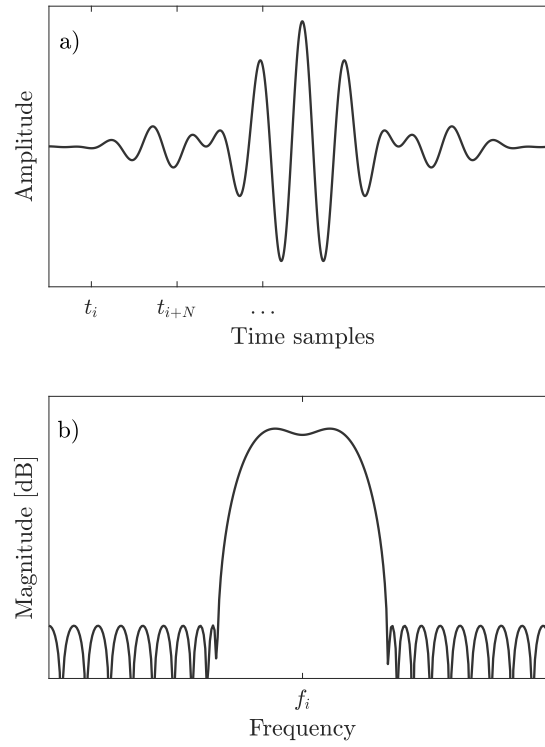 a)
Amplitude
t_i t_{i+N} ...
Time samples
b)
Magnitude [dB]
f_i
Frequency